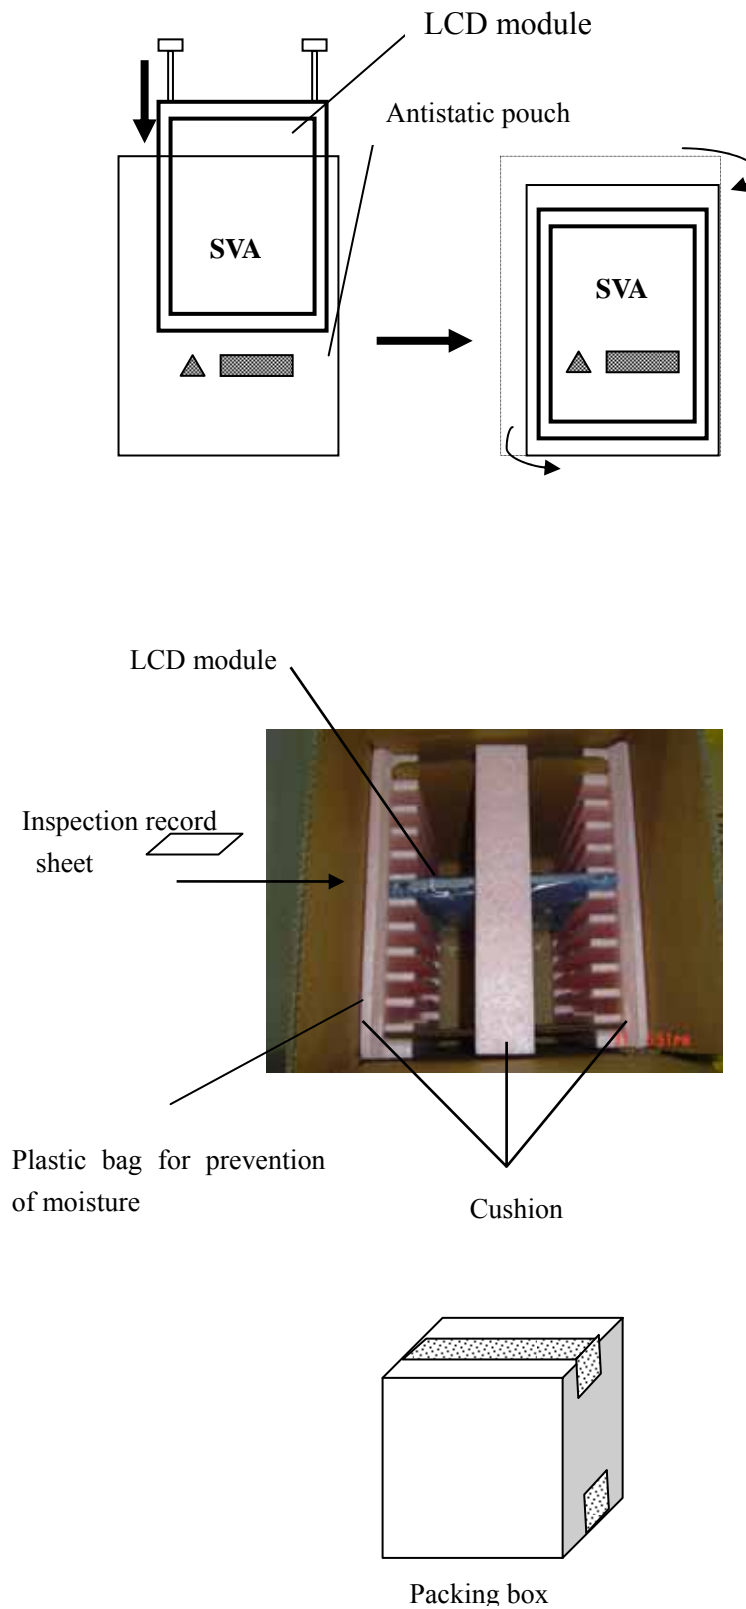 LCD module
Antistatic pouch
SVA
SVA
LCD module
Inspection record
sheet
Plastic bag for prevention
of moisture
Cushion
Packing box